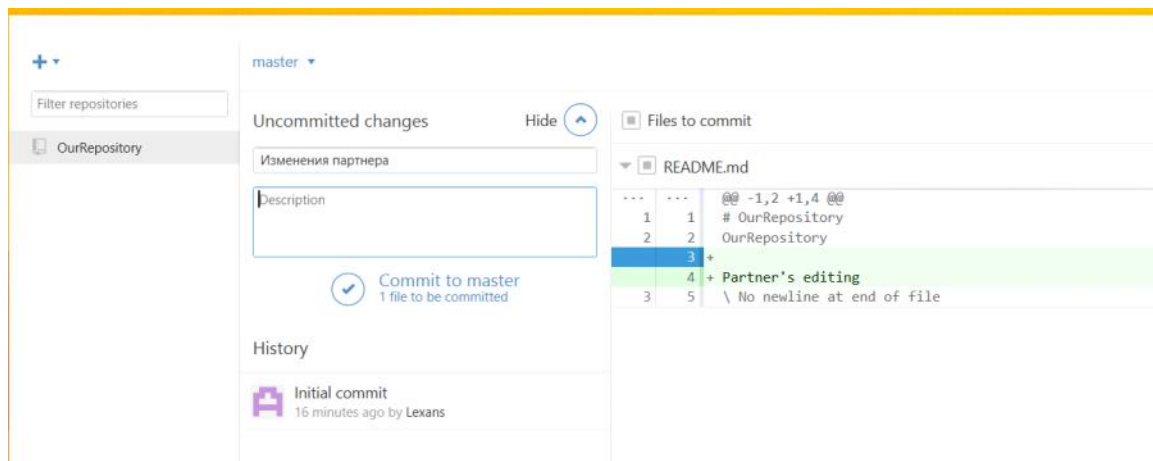 master
Filter repositories
OurRepository
Uncommitted changes
Hide
Изменения партнера
Description
Commit to master
1 file to be committed
History
Initial commit
16 minutes ago by Lexans
Files to commit
README.md
... ... @@ -1,2 +1,4 @@
1 1 # OurRepository
2 2 OurRepository
3 +
4 + Partner's editing
3 5 \ No newline at end of file